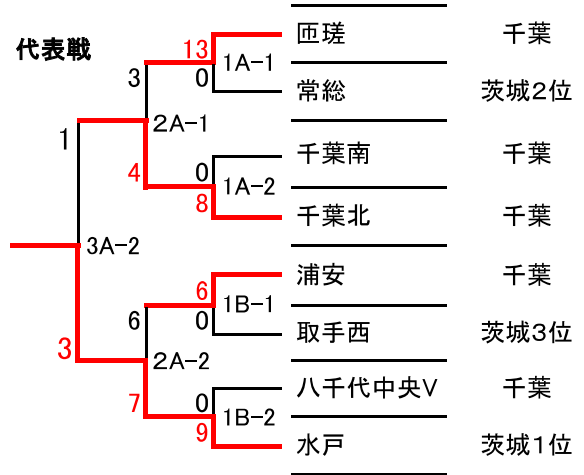 代表戦
13 1A-1 匝瑳 千葉
3 0 常総 茨城2位
1 2A-1
4 0 1A-2 千葉南 千葉
8 千葉北 千葉
3A-2
6 1B-1 浦安 千葉
6 0 取手西 茨城3位
3 2A-2
7 0 1B-2 八千代中央V 千葉
9 水戸 茨城1位